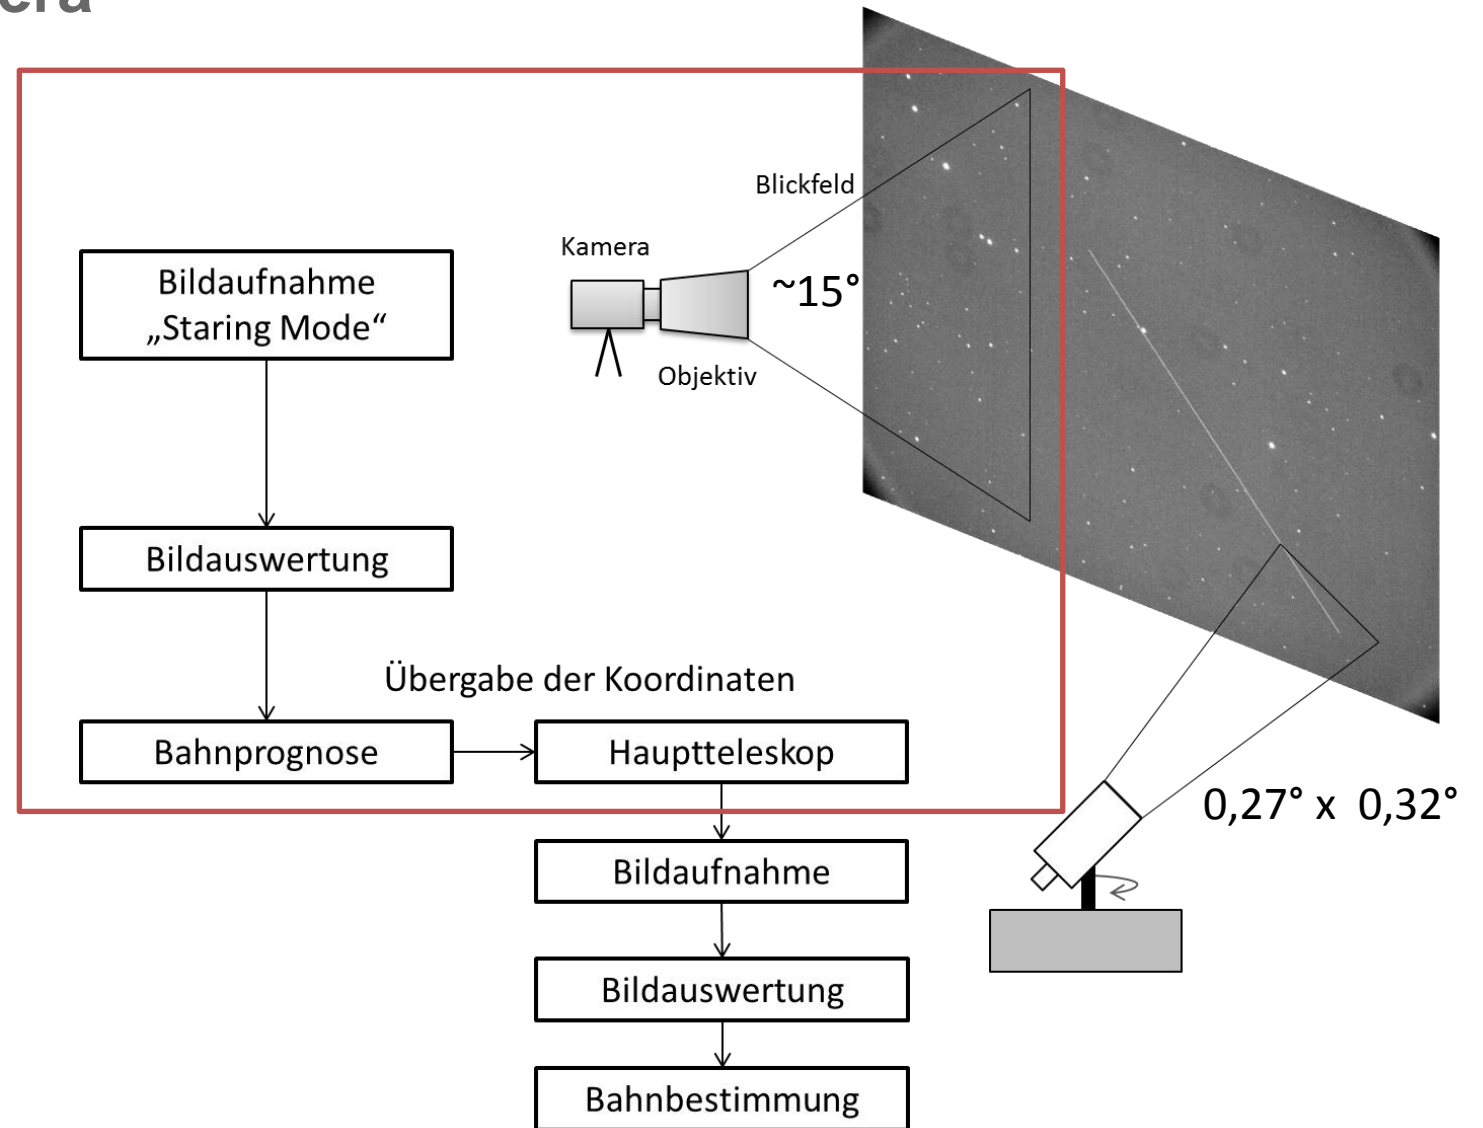 Blickfeld
Kamera
~15°
Objektiv
Bildaufnahme
„Staring Mode“
Bildauswertung
Übergabe der Koordinaten
Bahnprognose
Hauptteleskop
0,27° x 0,32°
Bildaufnahme
Bildauswertung
Bahnbestimmung